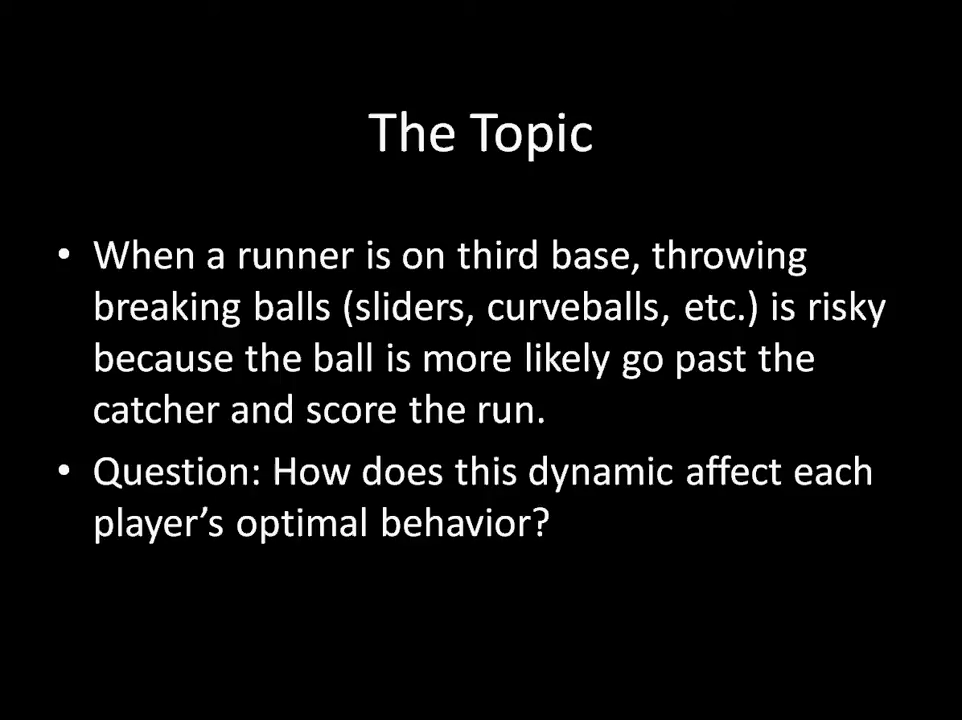 The Topic
• When a runner is on third base, throwing
breaking balls (sliders, curveballs, etc.) is risky
because the ball is more likely go past the
catcher and score the run.
• Question: How does this dynamic affect each
player’s optimal behavior?